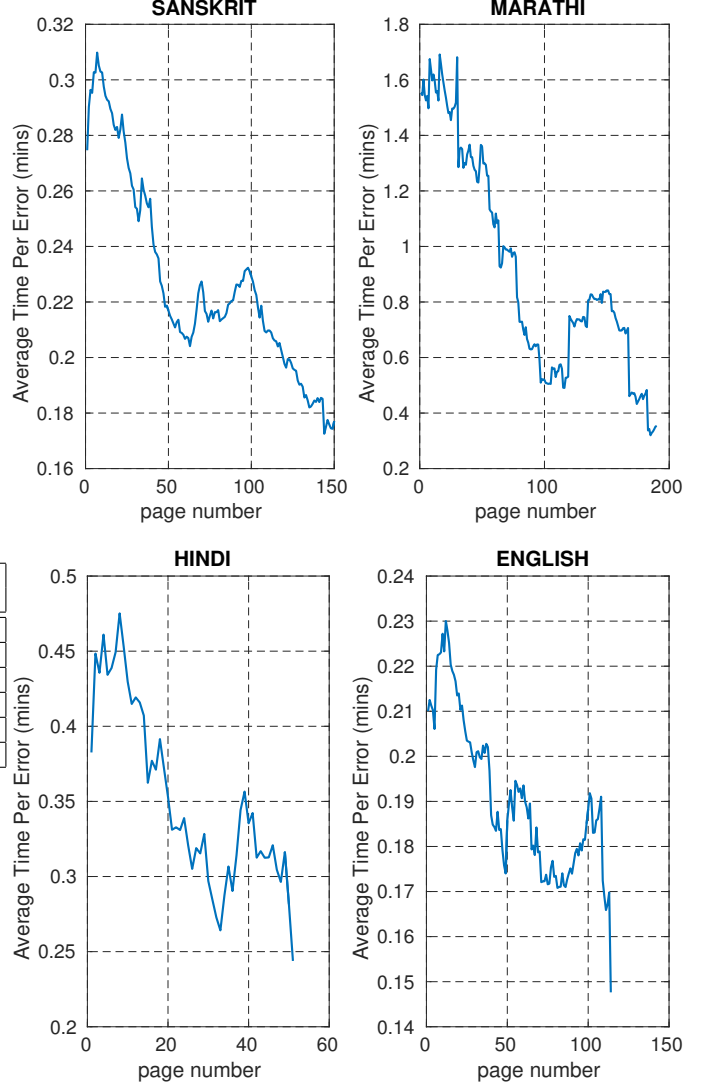 SANSKRIT
0.32
0.3
0.28
0.26
0.24
0.22
0.2
0.18
0.16
Average Time Per Error (mins)
0 50 100 150
page number
MARATHI
1.8
1.6
1.4
1.2
1
0.8
0.6
0.4
0.2
Average Time Per Error (mins)
0 100 200
page number
HINDI
0.5
0.45
0.4
0.35
0.3
0.25
0.2
Average Time Per Error (mins)
0 20 40 60
page number
ENGLISH
0.24
0.23
0.22
0.21
0.2
0.19
0.18
0.17
0.16
0.15
0.14
Average Time Per Error (mins)
0 50 100 150
page number